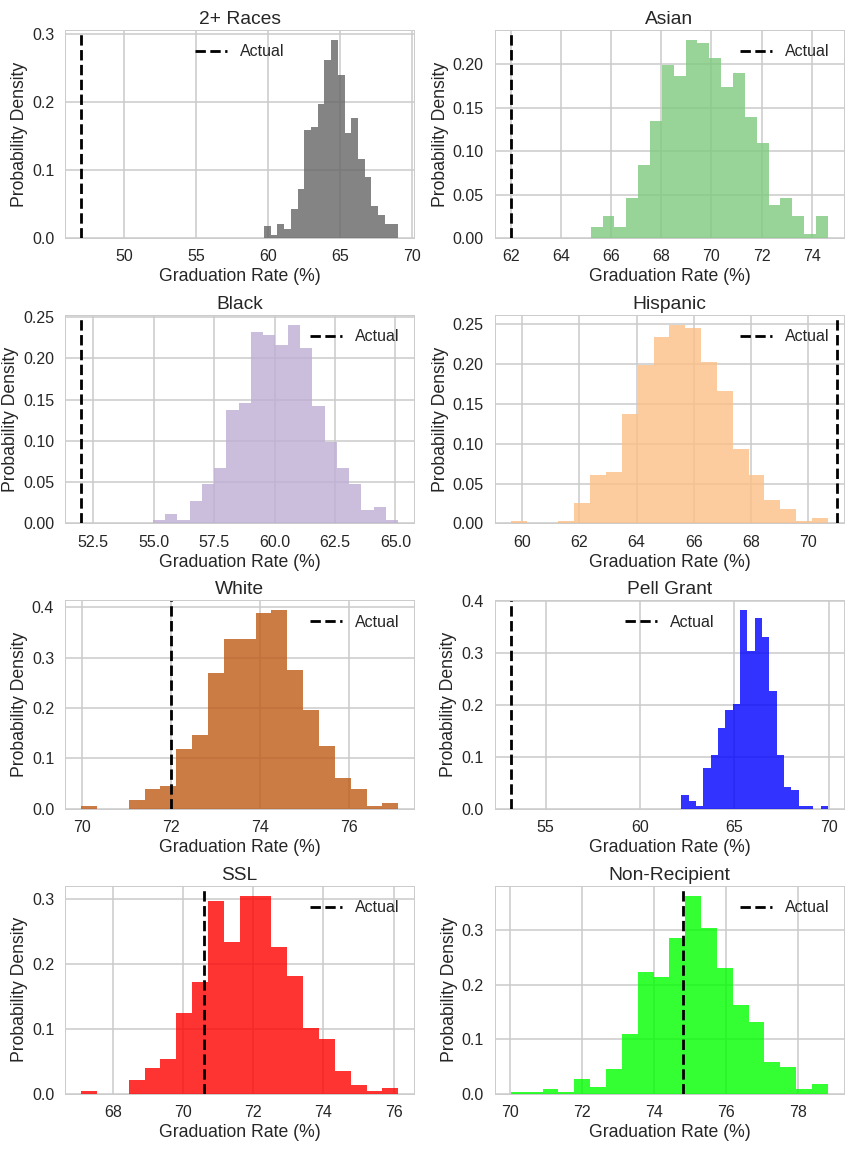 2+ Races
Actual
Probability Density
0.3
0.2
0.1
0.0
50 55 60 65 70
Graduation Rate (%)
Asian
Actual
Probability Density
0.20
0.15
0.10
0.05
0.00
62 64 66 68 70 72 74
Graduation Rate (%)
Black
Actual
Probability Density
0.25
0.20
0.15
0.10
0.05
0.00
52.5 55.0 57.5 60.0 62.5 65.0
Graduation Rate (%)
Hispanic
Actual
Probability Density
0.25
0.20
0.15
0.10
0.05
0.00
60 62 64 66 68 70
Graduation Rate (%)
White
Actual
Probability Density
0.4
0.3
0.2
0.1
0.0
70 72 74 76
Graduation Rate (%)
Pell Grant
Actual
Probability Density
0.4
0.3
0.2
0.1
0.0
55 60 65 70
Graduation Rate (%)
SSL
Actual
Probability Density
0.3
0.2
0.1
0.0
68 70 72 74 76
Graduation Rate (%)
Non-Recipient
Actual
Probability Density
0.3
0.2
0.1
0.0
70 72 74 76 78
Graduation Rate (%)